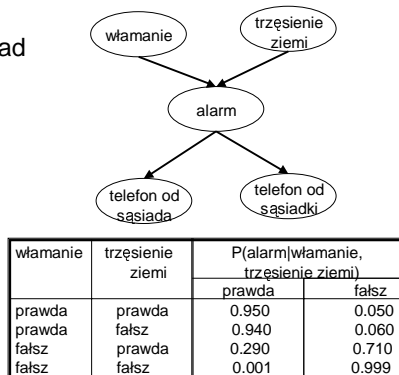 ad
włamanie
trzęsienie
ziemi
alarm
telefon od
sąsiada
telefon od
sąsiadki
włamanie trzęsienie P(alarm|włamanie,
ziemi trzęsienie ziemi)
prawda fałsz
prawda prawda 0.950 0.050
prawda fałsz 0.940 0.060
fałsz prawda 0.290 0.710
fałsz fałsz 0.001 0.999